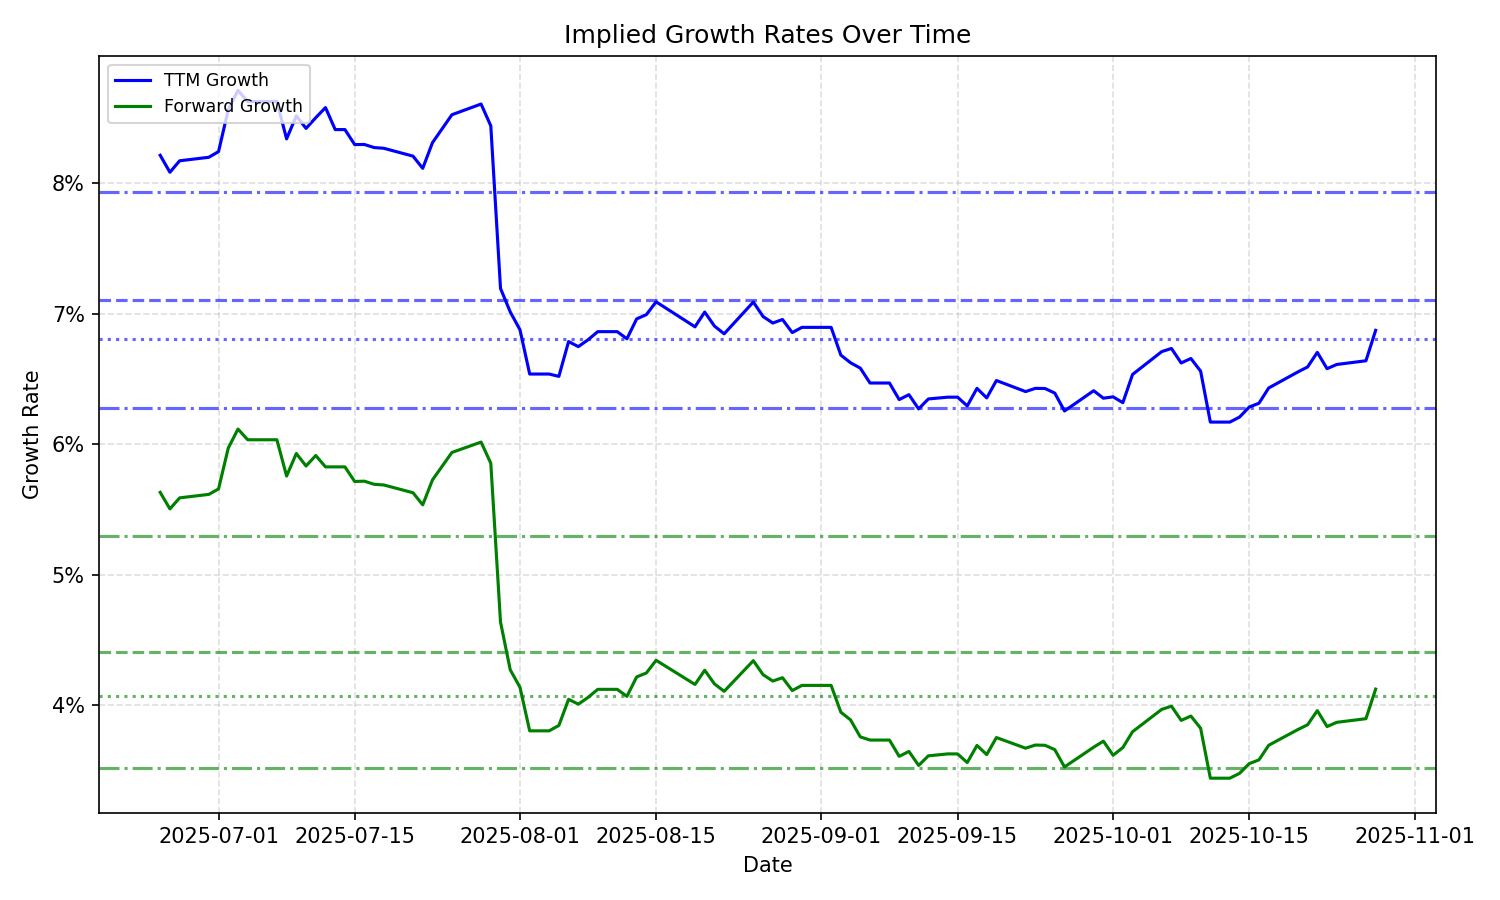 Implied Growth Rates Over Time
TTM Growth
Forward Growth
8%
7%
6%
5%
4%
Growth Rate
2025-07-01 2025-07-15 2025-08-01 2025-08-15 2025-09-01 2025-09-15 2025-10-01 2025-10-15 2025-11-01
Date